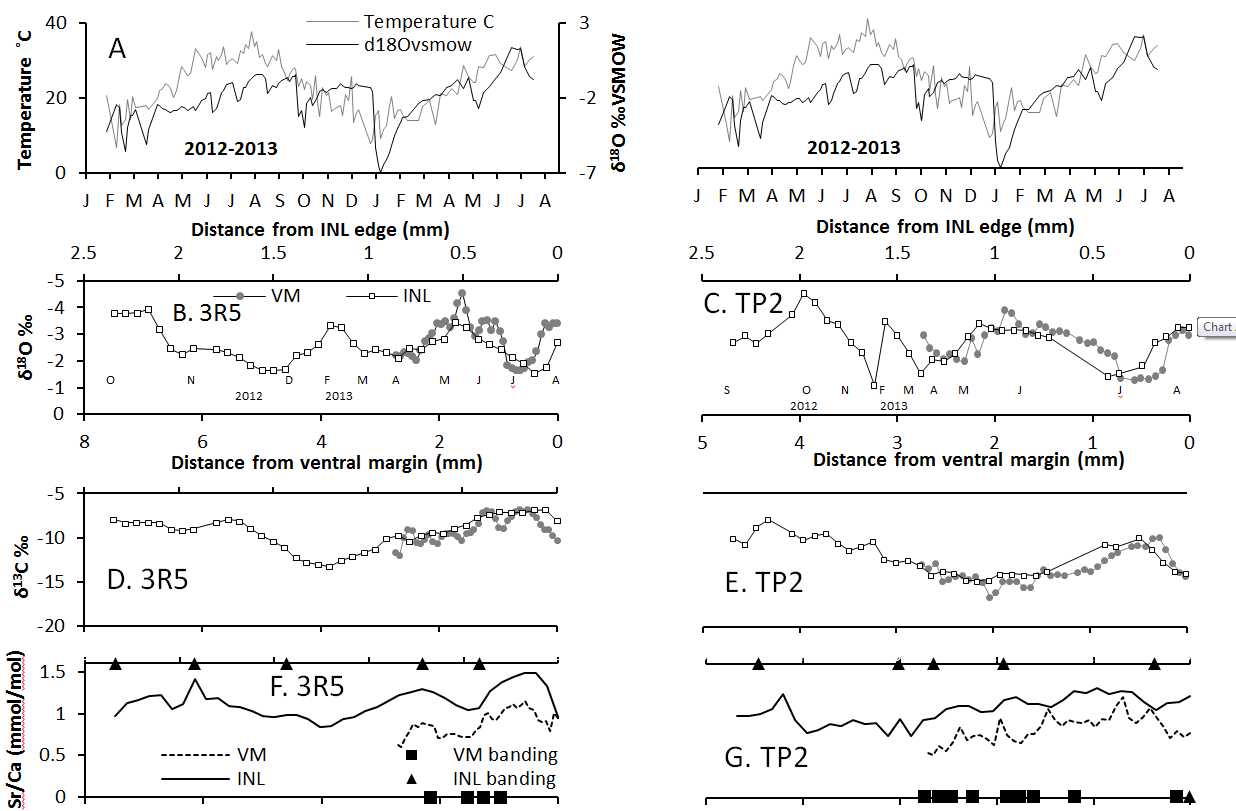 Temperature C
d18Ovsmow
A
Temperature °C
40
20
0
3
-2
-7
δ¹⁸O ‰VSMOW
2012-2013
J F M A M J J A S O N D J F M A M J J A
2012-2013
J F M A M J J A S O N D J F M A M J J A
Distance from INL edge (mm)
2.5 2 1.5 1 0.5 0
Distance from INL edge (mm)
2.5 2 1.5 1 0.5 0
δ¹⁸O ‰
-5
-4
-3
-2
-1
0
VM INL
B. 3R5
O N D F M A M J J A
2012 2013
8 6 4 2 0
Distance from ventral margin (mm)
C. TP2
Chart
S O N F M A M J J A
2012 2013
5 4 3 2 1 0
Distance from ventral margin (mm)
δ¹³C ‰
-5
-10
-15
-20
D. 3R5
E. TP2
Sr/Ca (mmol/mol)
1.5
1
0.5
0
F. 3R5
VM VM banding
INL INL banding
G. TP2